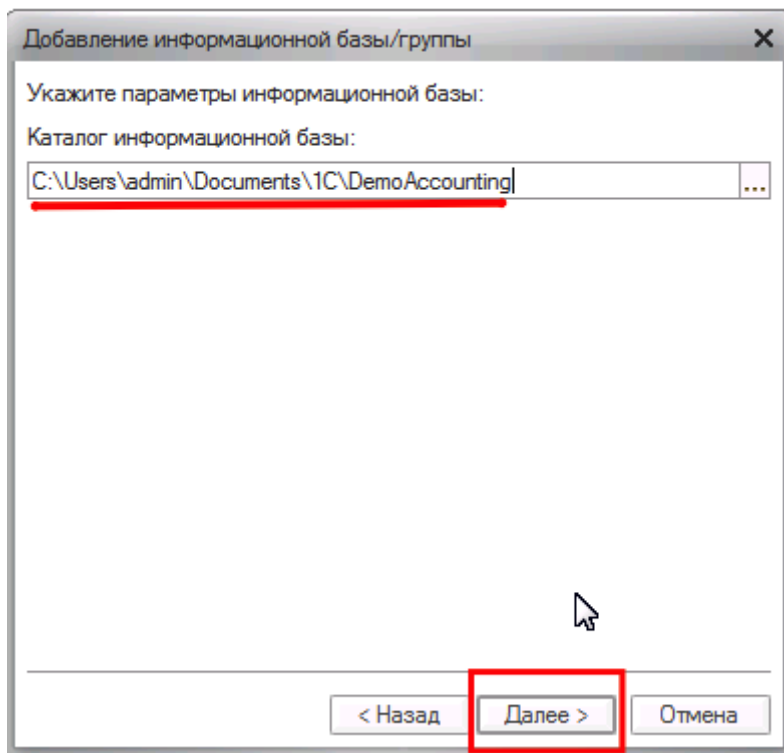 Добавление информационной базы/группы
Укажите параметры информационной базы:
Каталог информационной базы:
C:\Users\admin\Documents\1C\DemoAccounting
...
< Назад Далее > Отмена